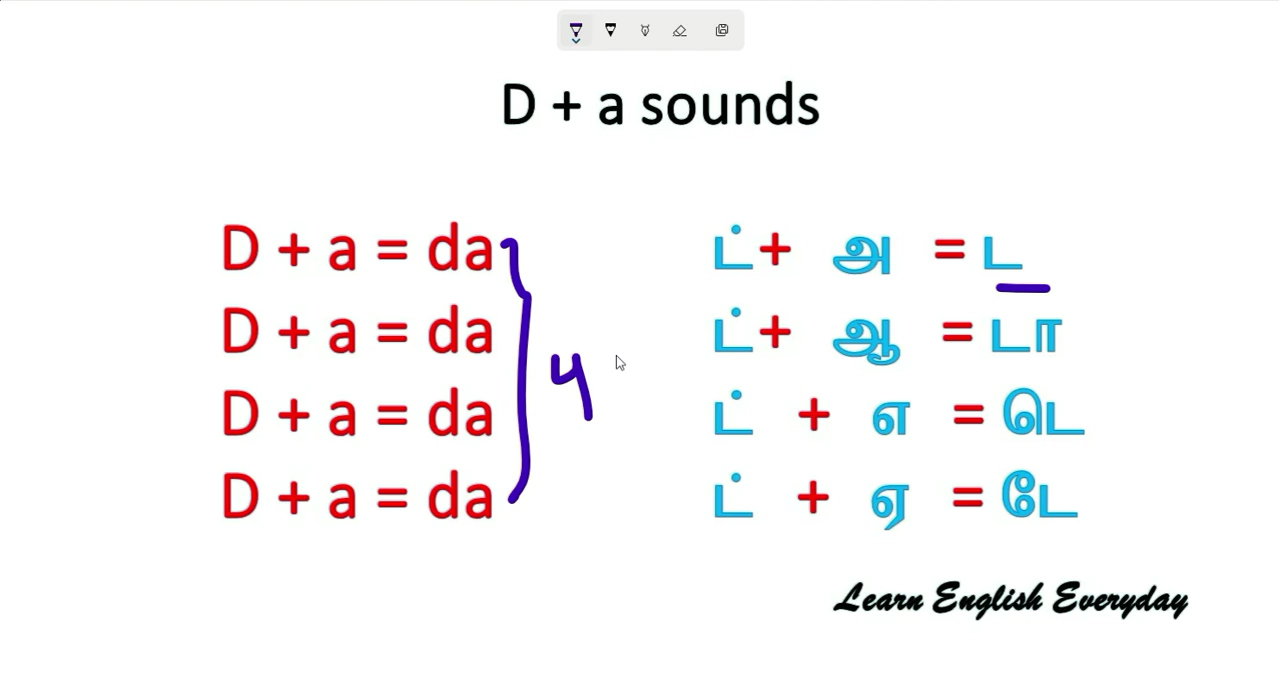 D + a sounds
D + a = da ட்+ அ = ட
D + a = da ட்+ ஆ = டா
D + a = da ட் + எ = டெ
D + a = da ட் + ஏ = டே
4
Learn English Everyday